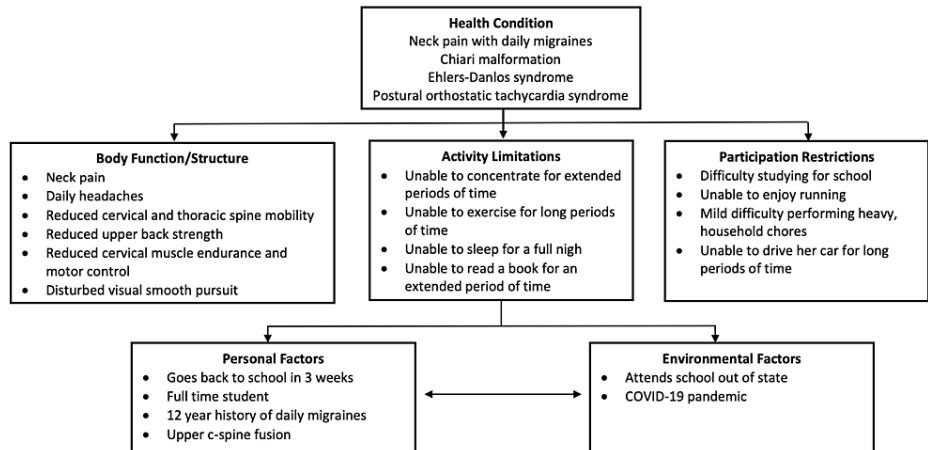 Health Condition
Neck pain with daily migraines
Chiari malformation
Ehlers-Danlos syndrome
Postural orthostatic tachycardia syndrome
Body Function/Structure
• Neck pain
• Daily headaches
• Reduced cervical and thoracic spine mobility
• Reduced upper back strength
• Reduced cervical muscle endurance and
motor control
• Disturbed visual smooth pursuit
Activity Limitations
• Unable to concentrate for extended
periods of time
• Unable to exercise for long periods
of time
• Unable to sleep for a full nigh
• Unable to read a book for an
extended period of time
Participation Restrictions
• Difficulty studying for school
• Unable to enjoy running
• Mild difficulty performing heavy,
household chores
• Unable to drive her car for long
periods of time
Personal Factors
• Goes back to school in 3 weeks
• Full time student
• 12 year history of daily migraines
• Upper c-spine fusion
Environmental Factors
• Attends school out of state
• COVID-19 pandemic